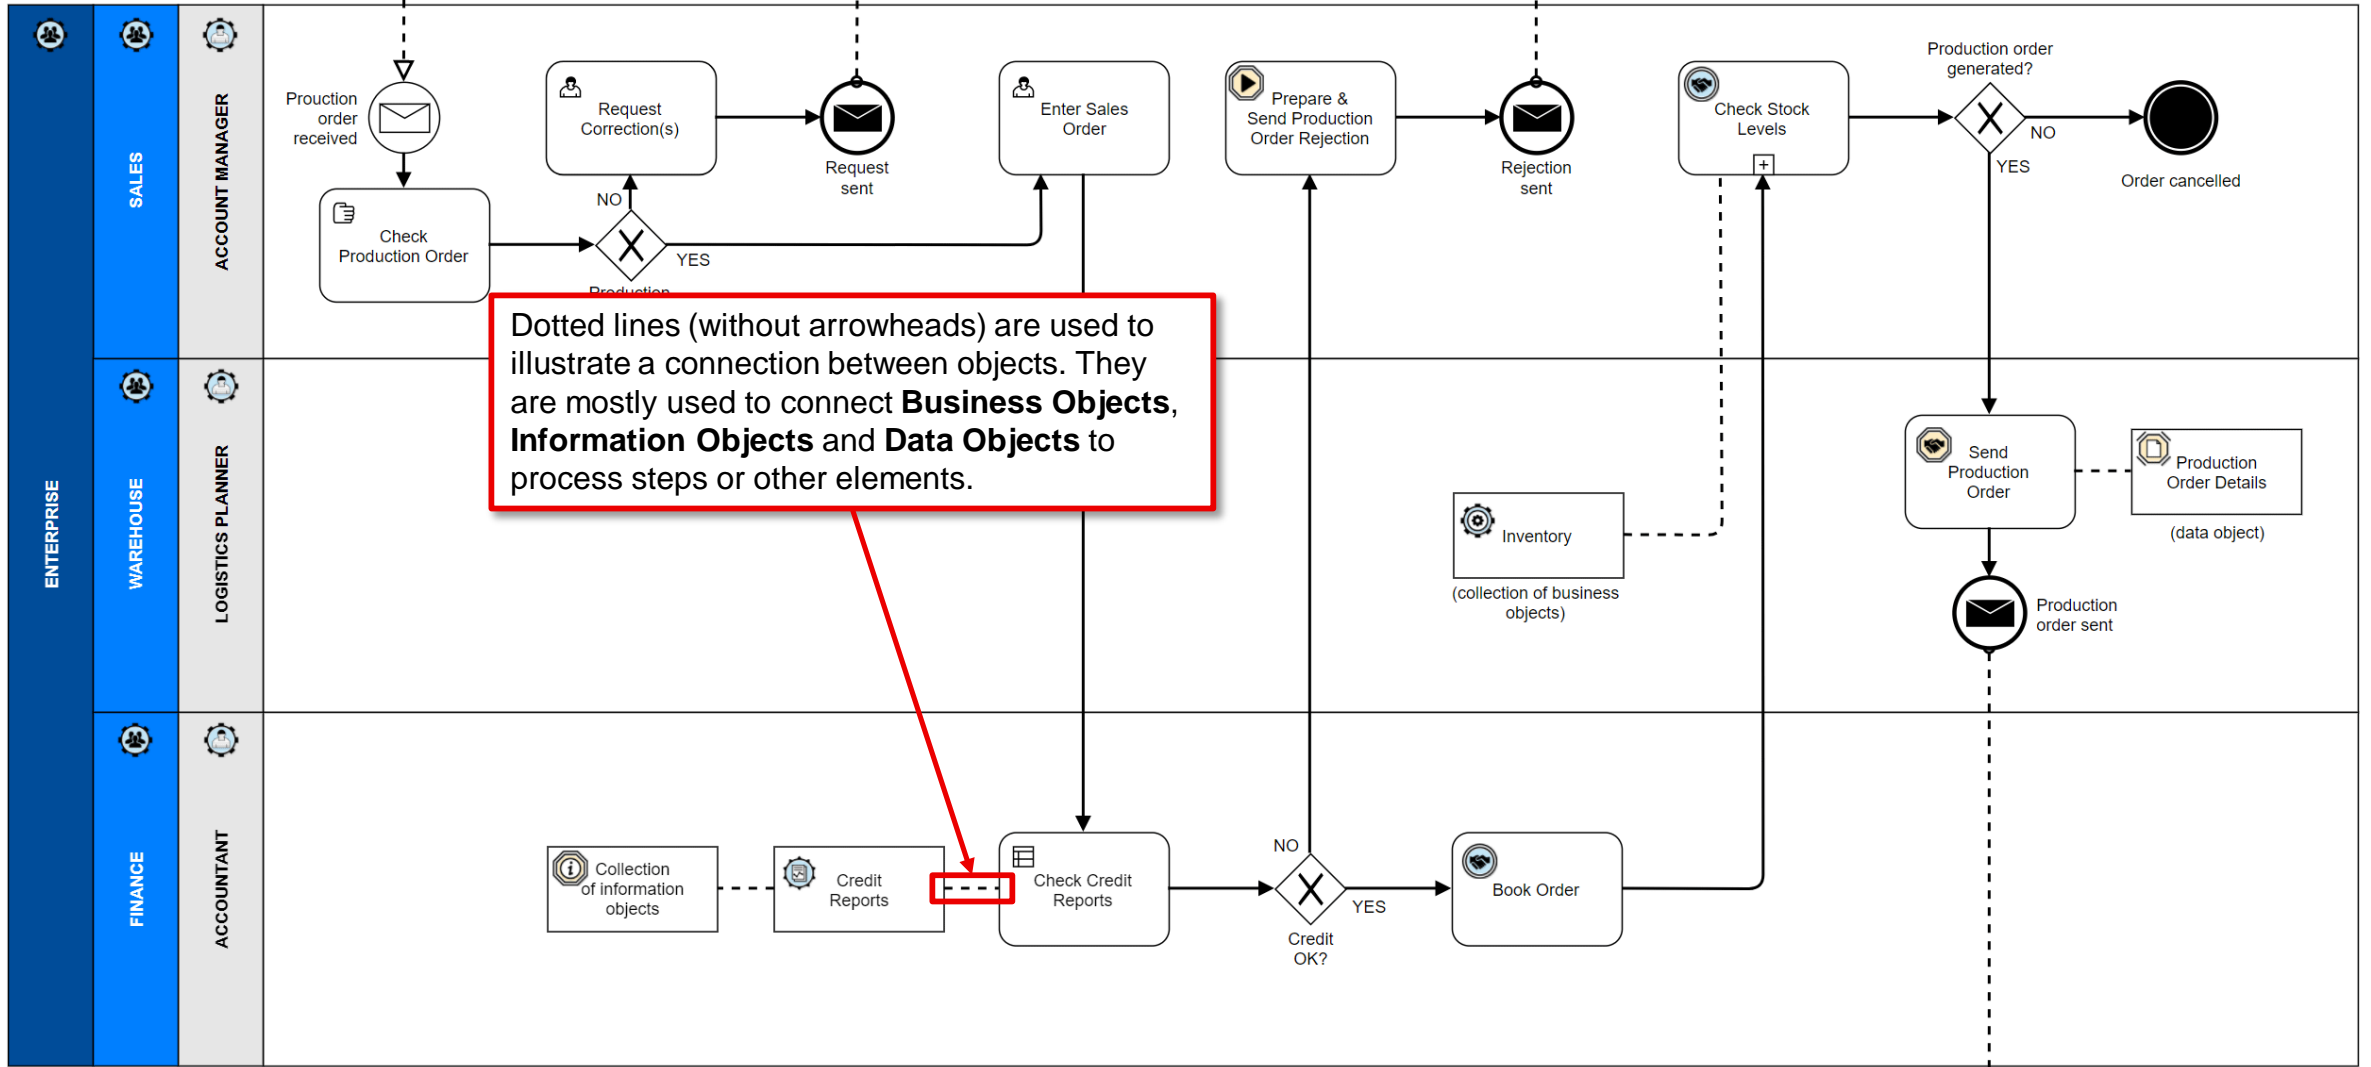 ENTERPRISE
SALES
ACCOUNT MANAGER
Prouction
order
received
Check
Production Order
Request
Correction(s)
NO
YES
Production
Request
sent
Enter Sales
Order
Prepare &
Send Production
Order Rejection
Rejection
sent
Check Stock
Levels
Production order
generated?
NO
YES
Order cancelled
Dotted lines (without arrowheads) are used to
illustrate a connection between objects. They
are mostly used to connect Business Objects,
Information Objects and Data Objects to
process steps or other elements.
WAREHOUSE
LOGISTICS PLANNER
Inventory
(collection of business
objects)
Send
Production
Order
Production
Order Details
(data object)
Production
order sent
FINANCE
ACCOUNTANT
Collection
of information
objects
Credit
Reports
Check Credit
Reports
NO
YES
Credit
OK?
Book Order